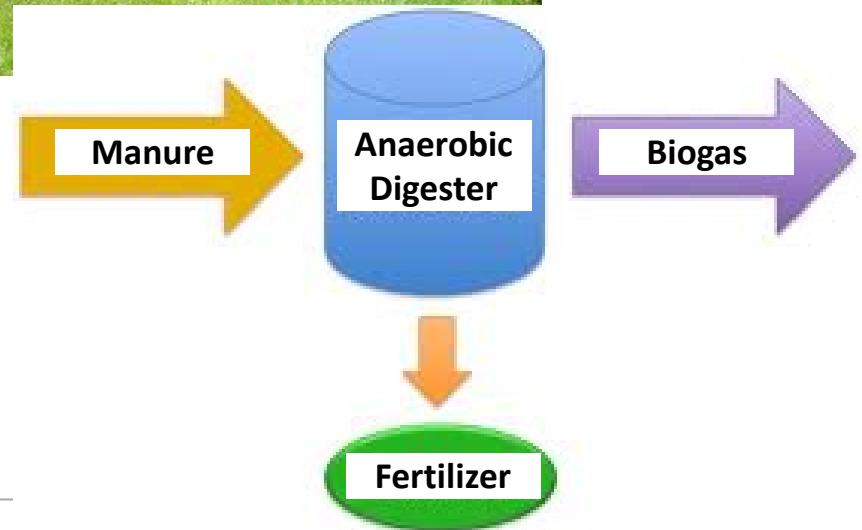 Manure
Anaerobic
Digester
Biogas
Fertilizer